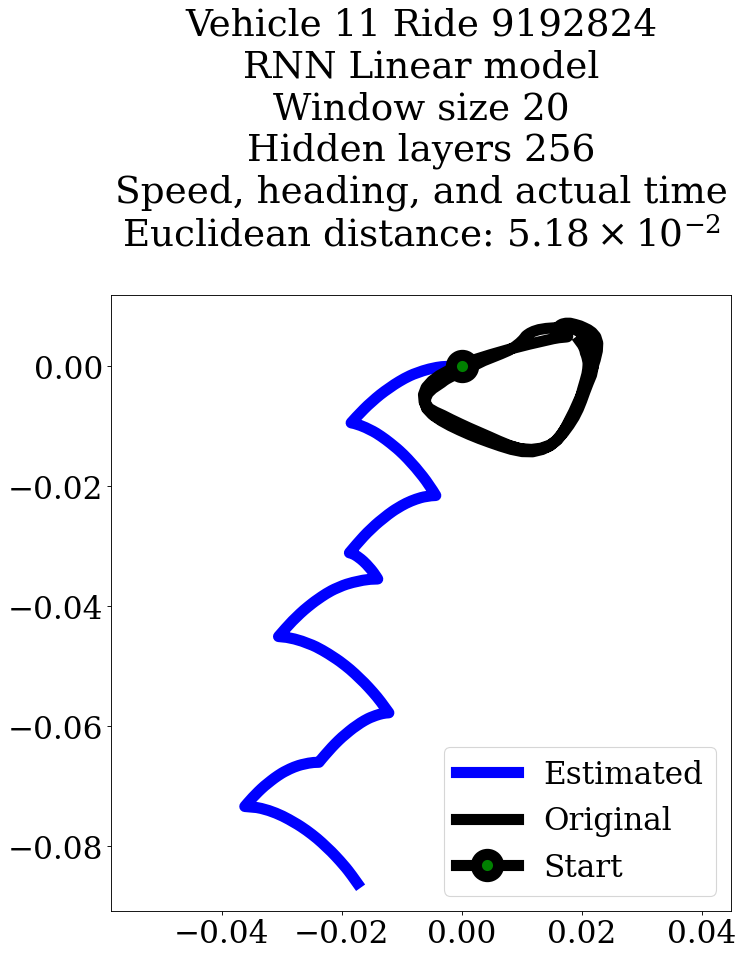 Vehicle 11 Ride 9192824
RNN Linear model
Window size 20
Hidden layers 256
Speed, heading, and actual time
Euclidean distance: 5.18 × 10⁻²
0.00
−0.02
−0.04
−0.06
−0.08
Estimated
Original
Start
−0.04 −0.02 0.00 0.02 0.04